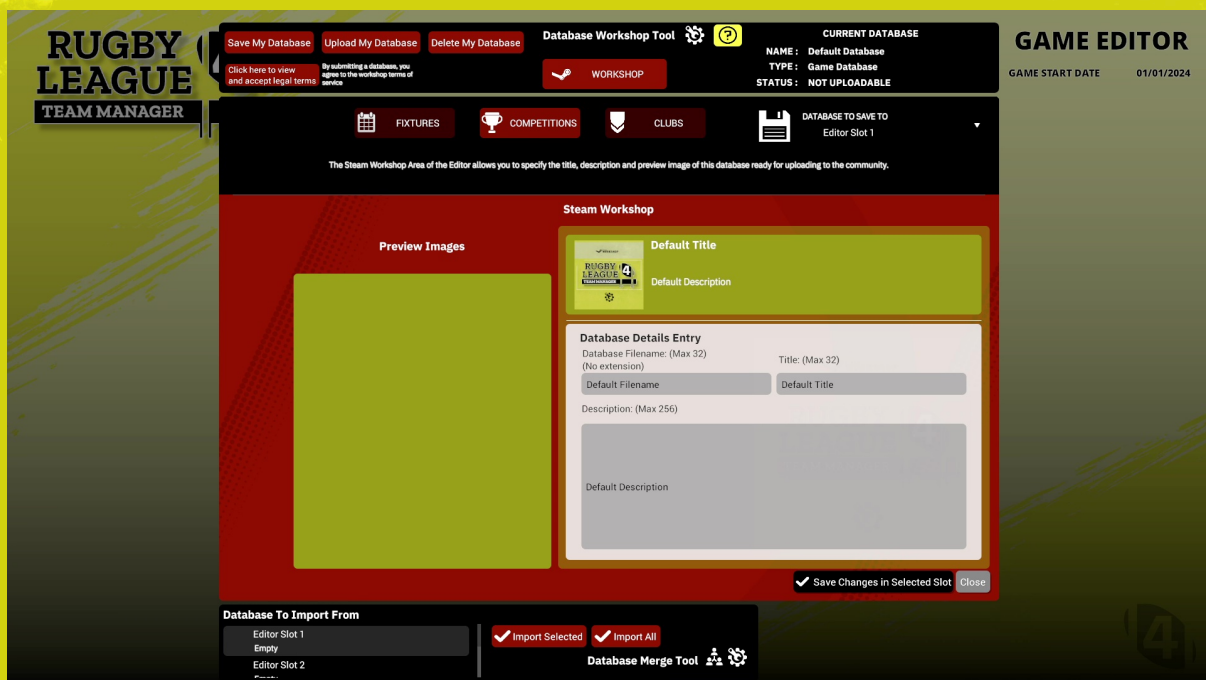 RUGBY
LEAGUE
TEAM MANAGER
Save My Database
Upload My Database
Delete My Database
Click here to view
and accept legal terms
By submitting a database, you
agree to the workshop terms of
service
Database Workshop Tool
?
WORKSHOP
CURRENT DATABASE
NAME : Default Database
TYPE : Game Database
STATUS : NOT UPLOADABLE
GAME EDITOR
GAME START DATE 01/01/2024
FIXTURES
COMPETITIONS
CLUBS
DATABASE TO SAVE TO
Editor Slot 1
The Steam Workshop Area of the Editor allows you to specify the title, description and preview image of this database ready for uploading to the community.
Steam Workshop
Preview Images
RUGBY 4
LEAGUE
TEAM MANAGER
Default Title
Default Description
Database Details Entry
Database Filename: (Max 32)
(No extension)
Title: (Max 32)
Default Filename
Default Title
Description: (Max 256)
Default Description
Save Changes in Selected Slot
Close
Database To Import From
Editor Slot 1
Empty
Editor Slot 2
Import Selected
Import All
Database Merge Tool
4